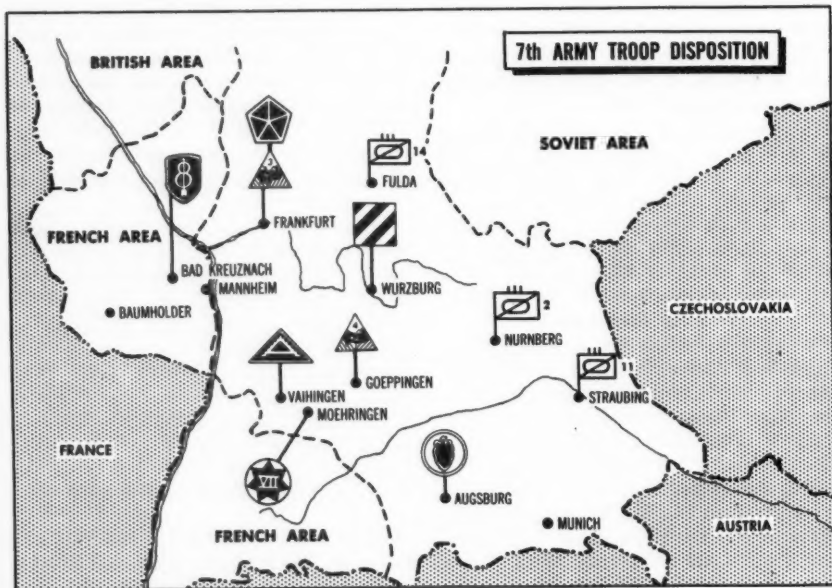 7th ARMY TROOP DISPOSITION
BRITISH AREA
SOVIET AREA
14
FULDA
3
FRANKFURT
8
FRENCH AREA
BAD KREUZNACH
MANNHEIM
WURZBURG
BAUMHOLDER
CZECHOSLOVAKIA
2
NURNBERG
4
GOEPPINGEN
11
VAIHINGEN
STRAUBING
MOEHRINGEN
FRANCE
VII
AUGSBURG
FRENCH AREA
MUNICH
AUSTRIA